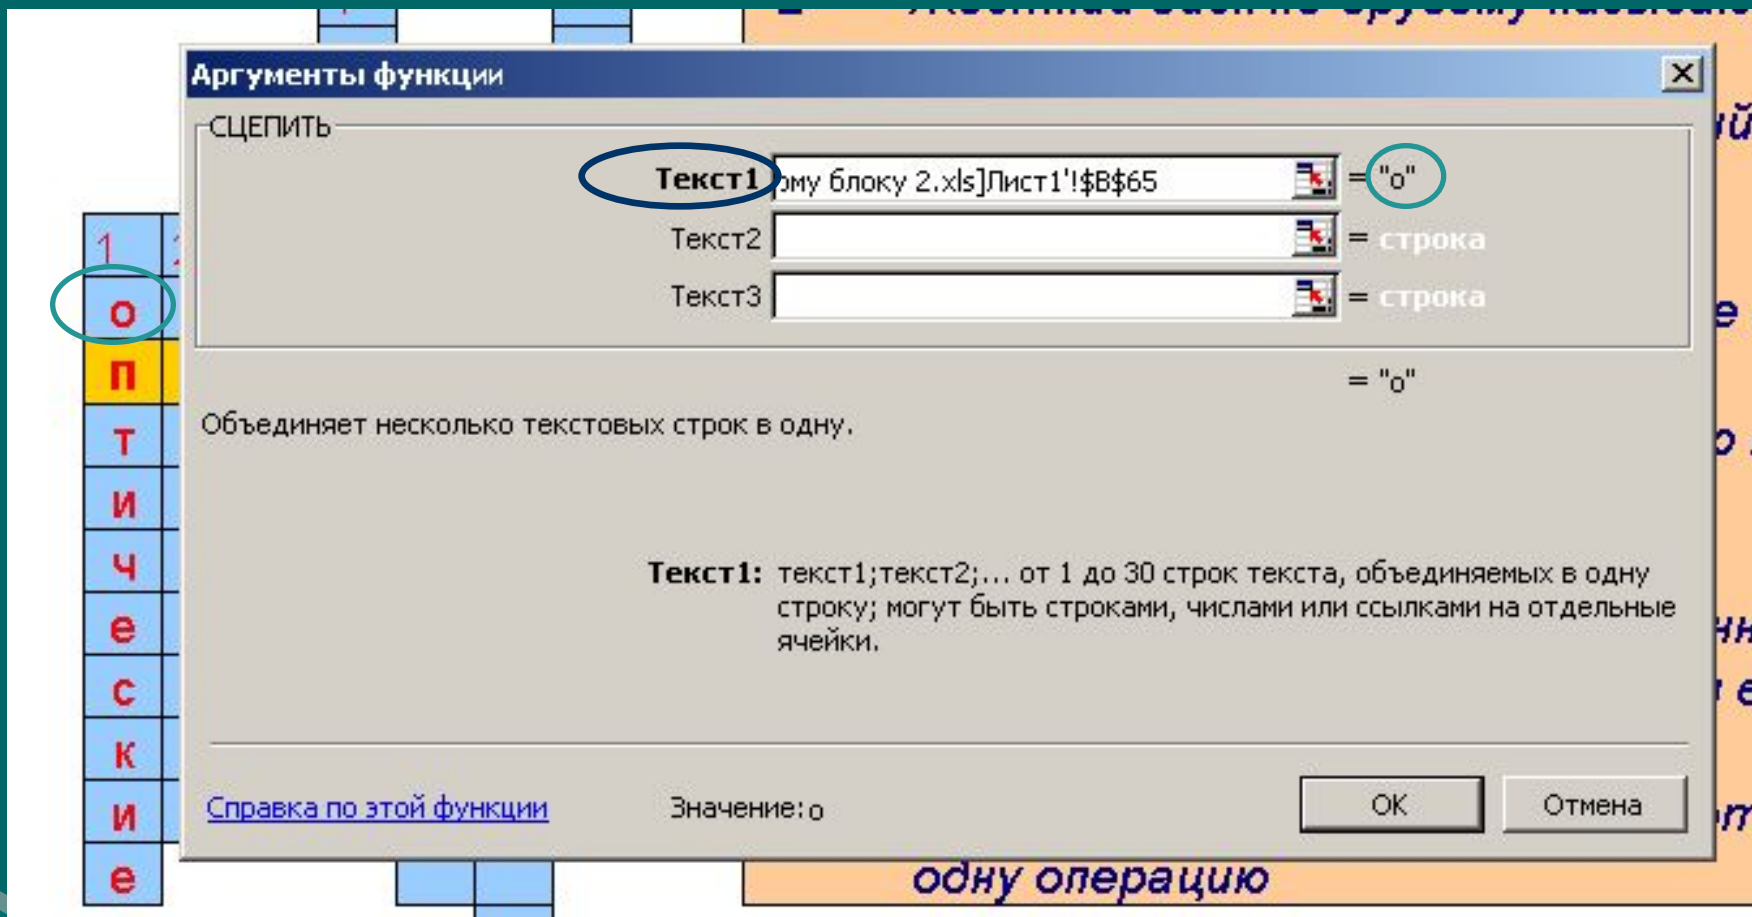 Аргументы функции
СЦЕПИТЬ
Текст1 ому блоку 2.xls]Лист1'!$B$65 = "о"
Текст2 = строка
Текст3 = строка
= "о"
Объединяет несколько текстовых строк в одну.
Текст1: текст1;текст2;... от 1 до 30 строк текста, объединяемых в одну
строку; могут быть строками, числами или ссылками на отдельные
ячейки.
Справка по этой функции Значение: о ОК Отмена
1
о
п
т
и
ч
е
с
к
и
е
одну операцию